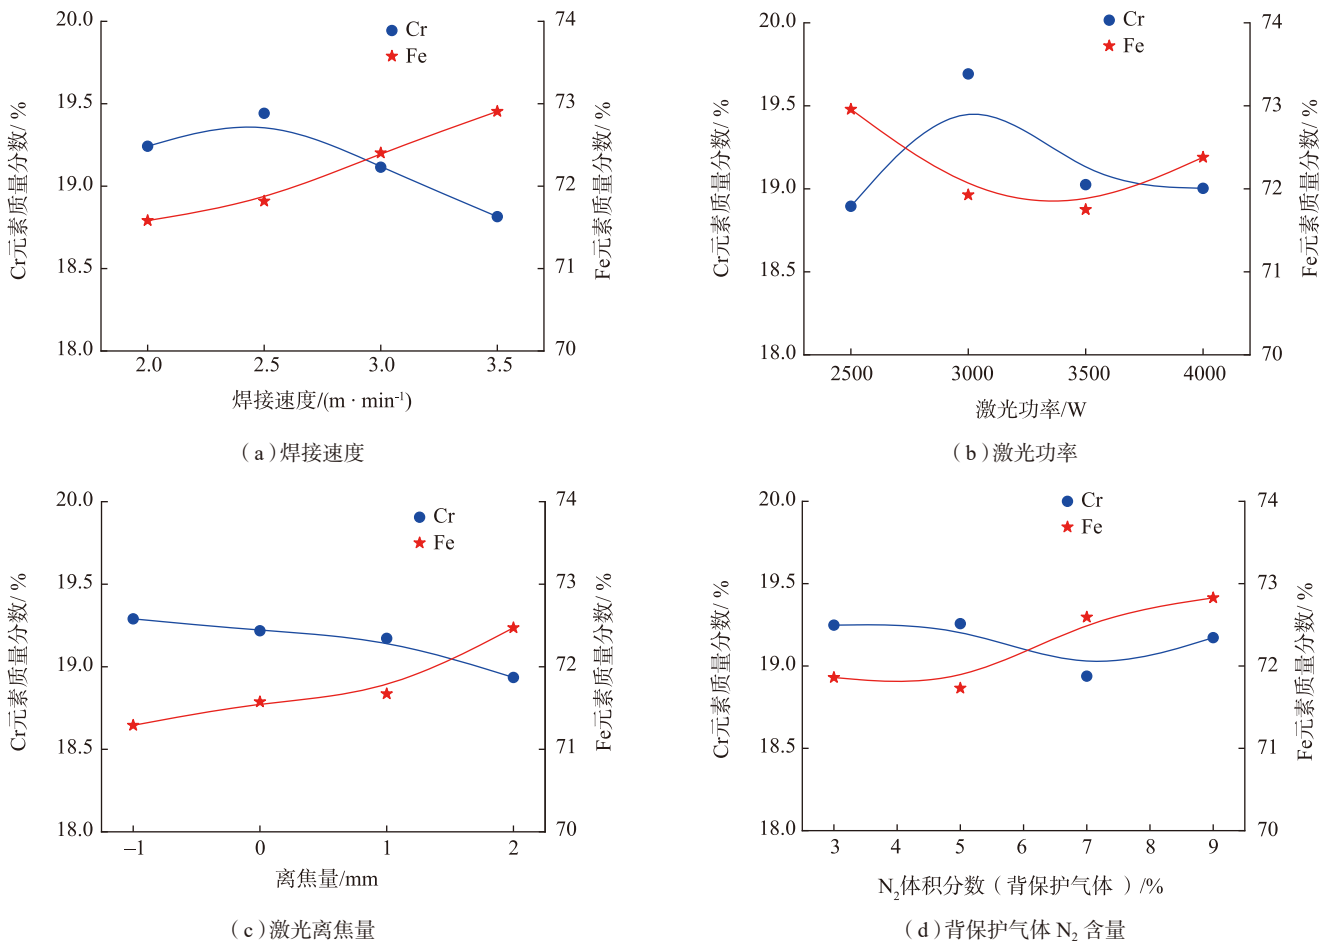 Cr
Fe
20.0
19.5
19.0
18.5
18.0
74
73
72
71
70
2.0 2.5 3.0 3.5
Cr元素质量分数/ %
Fe元素质量分数/ %
焊接速度/(m · min-1)
（ a ）焊接速度
Cr
Fe
20.0
19.5
19.0
18.5
18.0
74
73
72
71
70
2500 3000 3500 4000
Cr元素质量分数/ %
Fe元素质量分数/ %
激光功率/W
（ b ）激光功率
Cr
Fe
20.0
19.5
19.0
18.5
18.0
74
73
72
71
70
–1 0 1 2
Cr元素质量分数/ %
Fe元素质量分数/ %
离焦量/mm
（ c ）激光离焦量
Cr
Fe
20.0
19.5
19.0
18.5
18.0
74
73
72
71
70
3 4 5 6 7 8 9
Cr元素质量分数/ %
Fe元素质量分数/ %
N2体积分数（ 背保护气体 ）/%
（ d ）背保护气体 N2 含量